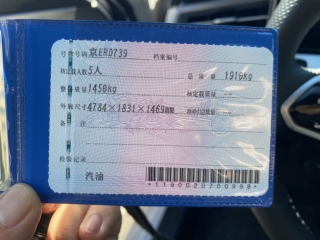 号牌号码 京ERD739 档案编号
核定载人数 5人 总质量 1916kg
整备质量 1450kg 核定载质量 --
外廓尺寸 4784×1831×1469mm 准牵引总质量 --
备注
检验记录
汽油